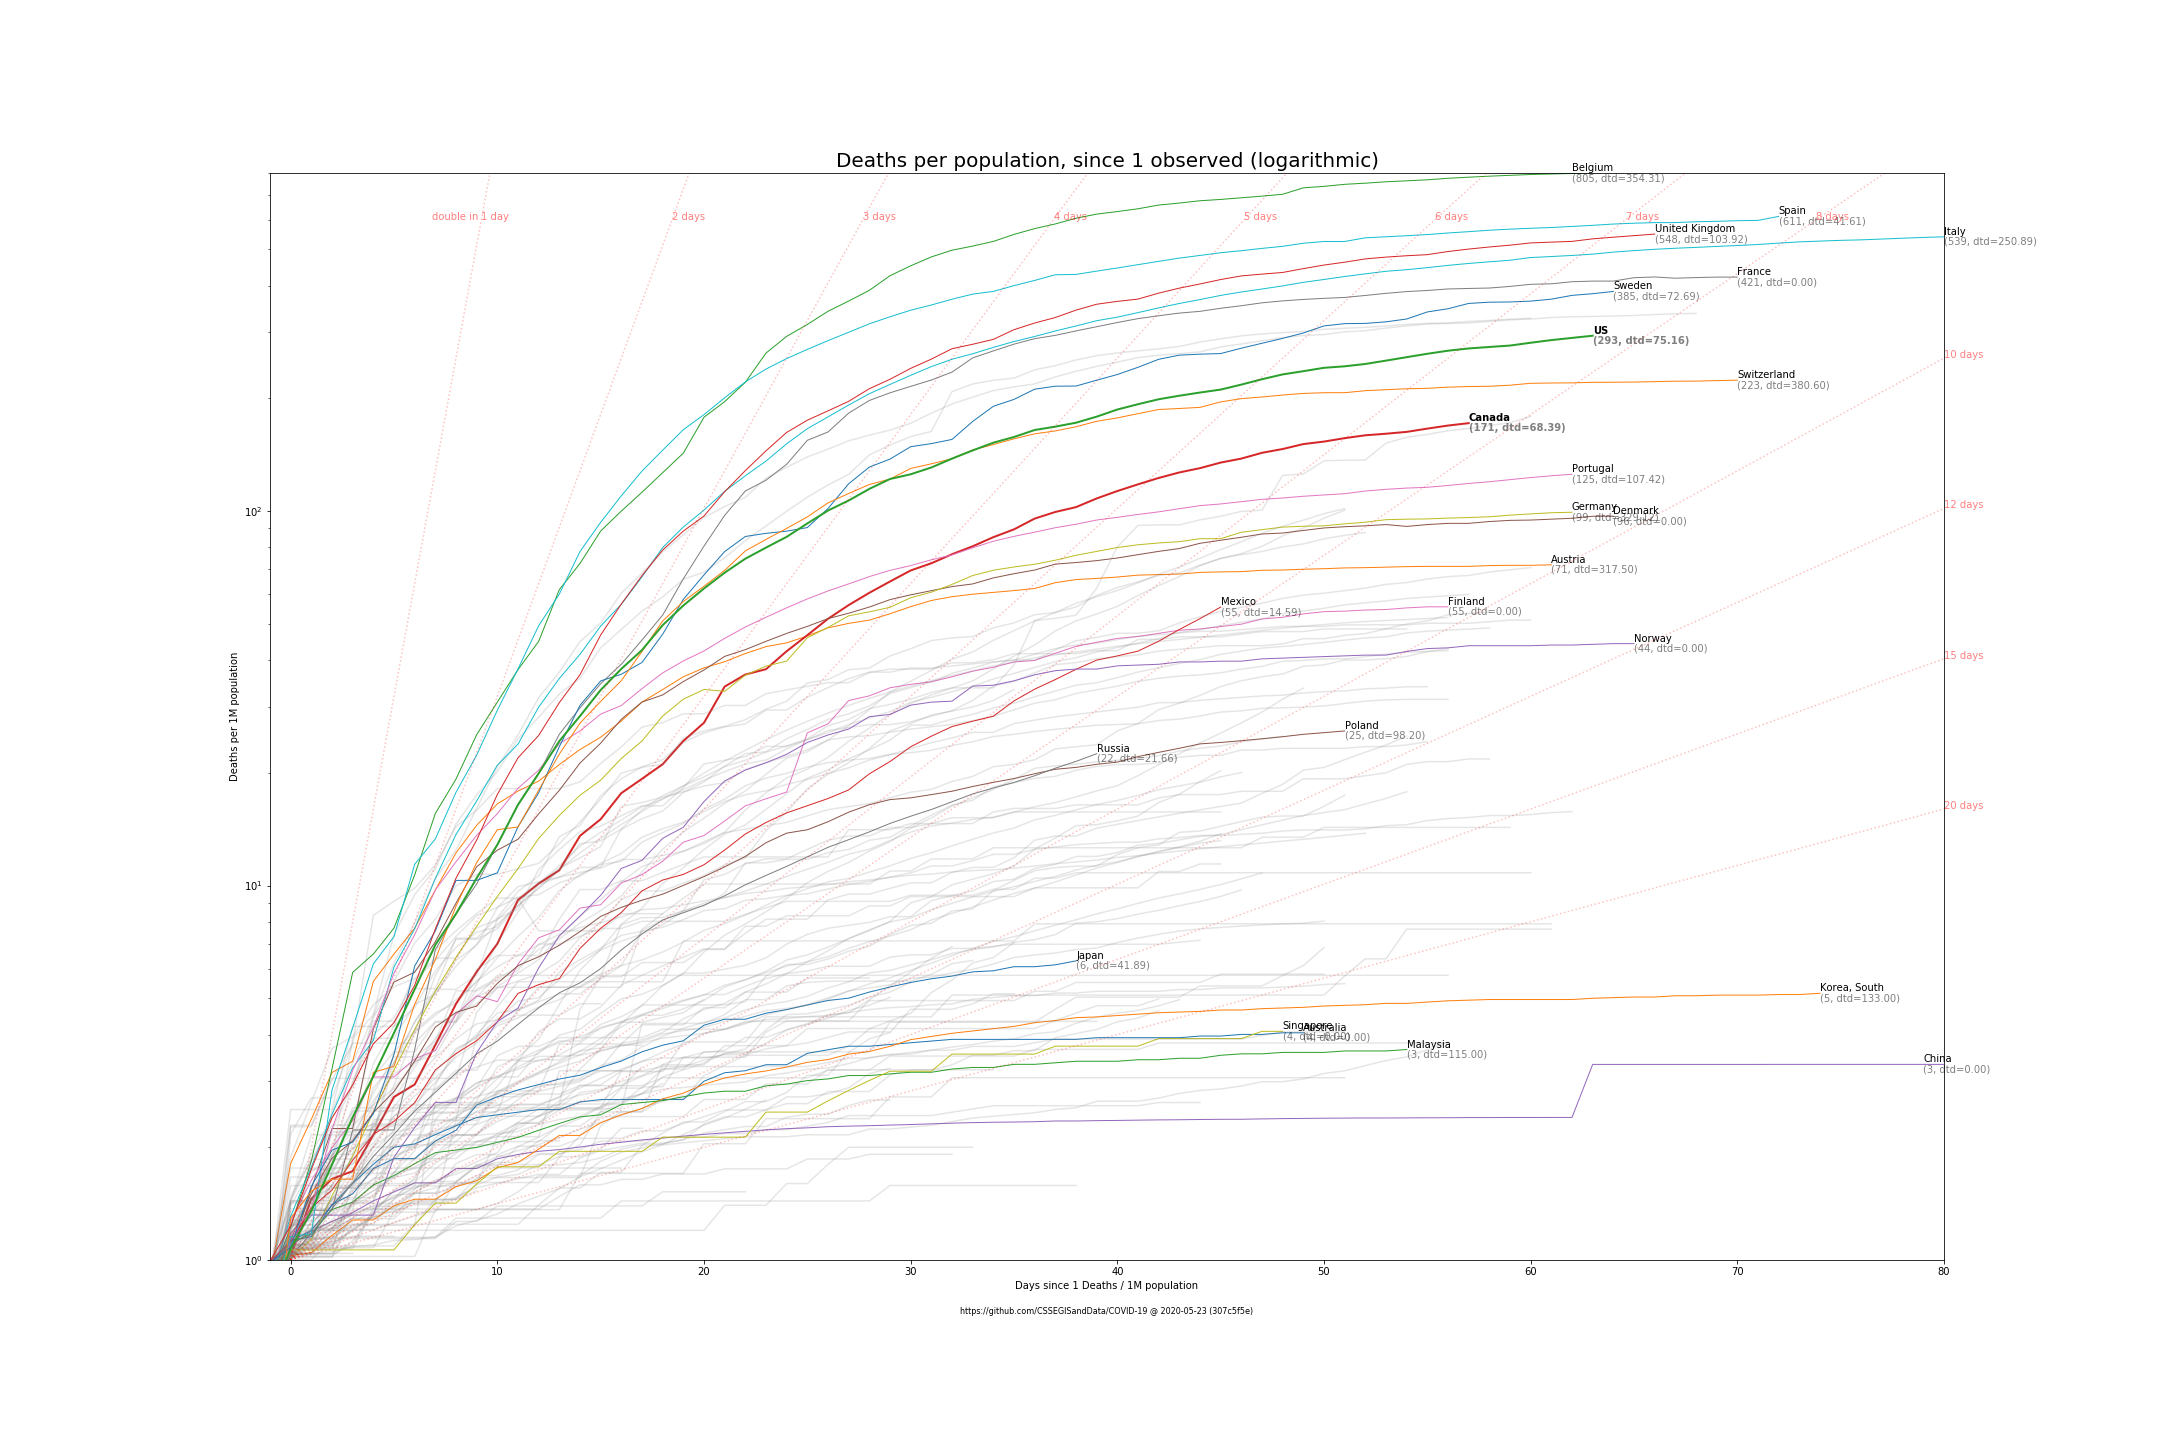 Deaths per population, since 1 observed (logarithmic)
Belgium
(805, dtd=354.31)
double in 1 day
2 days
3 days
4 days
5 days
6 days
7 days
8 days
Spain
(611, dtd=41.61)
United Kingdom
(548, dtd=103.92)
Italy
(539, dtd=250.89)
France
(421, dtd=0.00)
Sweden
(385, dtd=72.69)
US
(293, dtd=75.16)
10 days
Switzerland
(223, dtd=380.60)
Canada
(171, dtd=68.39)
Portugal
(125, dtd=107.42)
12 days
Germany
(99,
Denmark
(96, dtd=0.00)
10²
Austria
(71, dtd=317.50)
Mexico
(55, dtd=14.59)
Finland
(55, dtd=0.00)
Norway
(44, dtd=0.00)
15 days
Poland
(25, dtd=98.20)
Russia
(22, dtd=21.66)
Deaths per 1M population
20 days
10¹
Japan
(6, dtd=41.89)
Korea, South
(5, dtd=133.00)
Singapore
(4, dtd=0.00)
Australia
(4, dtd=0.00)
Malaysia
(3, dtd=115.00)
China
(3, dtd=0.00)
10⁰
0 10 20 30 40 50 60 70 80
Days since 1 Deaths / 1M population
https://github.com/CSSEGISandData/COVID-19 @ 2020-05-23 (307c5f5e)